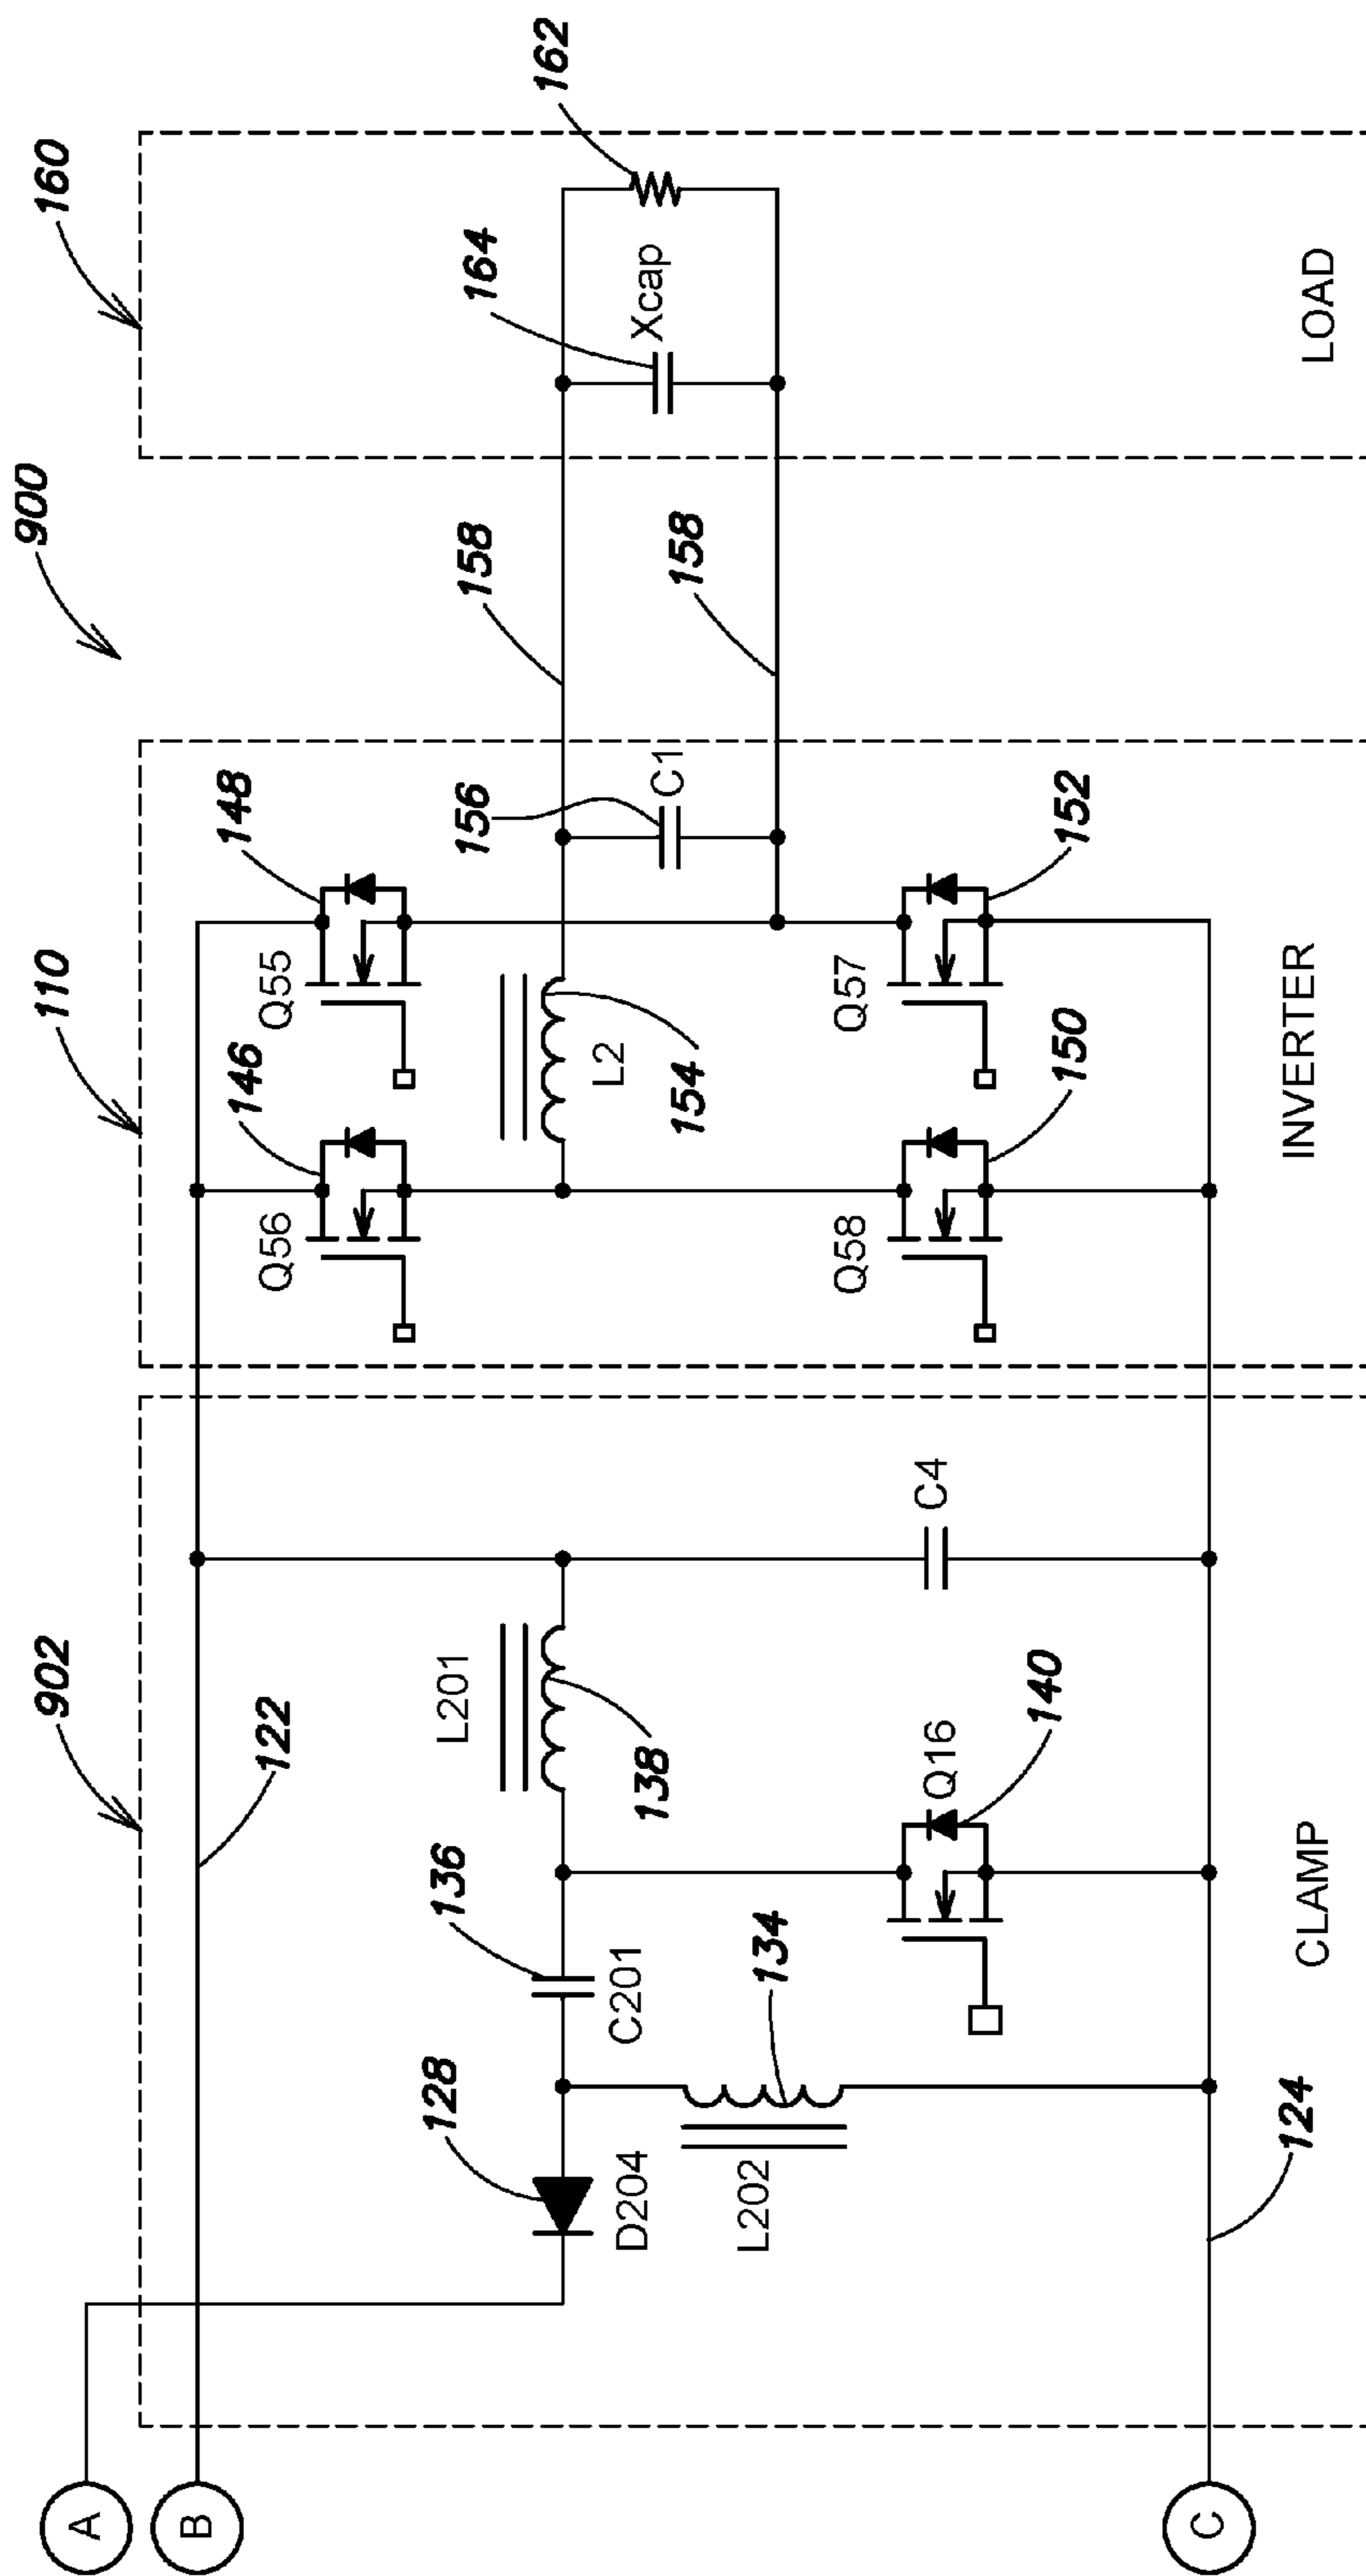 900
902
110
160
A
B
C
122
124
128
D204
136
C201
L201
138
134
L202
Q16
140
C4
CLAMP
146
Q56
148
Q55
L2
154
156
C1
Q58
150
Q57
152
INVERTER
158
158
164
Xcap
162
LOAD